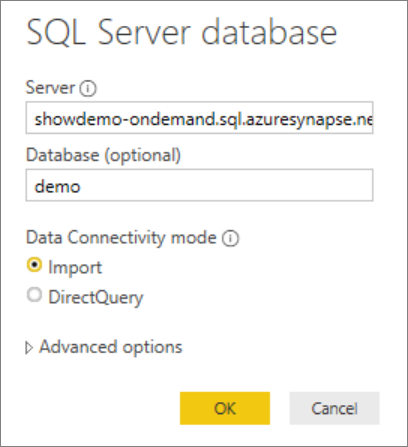 SQL Server database
Server
showdemo-ondemand.sql.azuresynapse.ne
Database (optional)
demo
Data Connectivity mode
Import
DirectQuery
Advanced options
OK Cancel